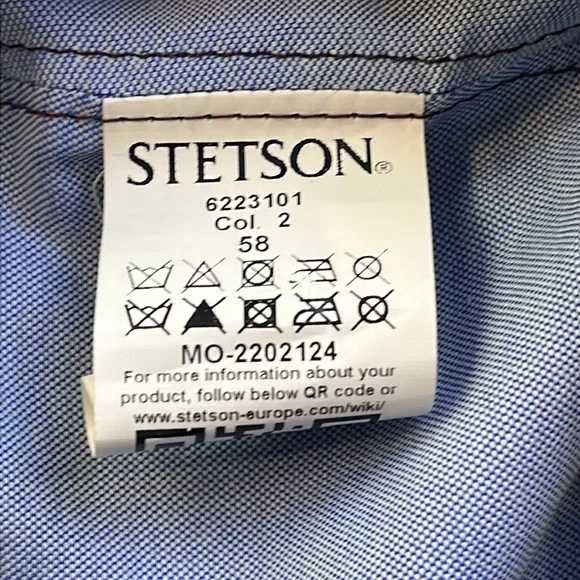 STETSON®
6223101
Col. 2
58
MO-2202124
For more information about your
product, follow below QR code or
www.stetson-europe.com/wiki/